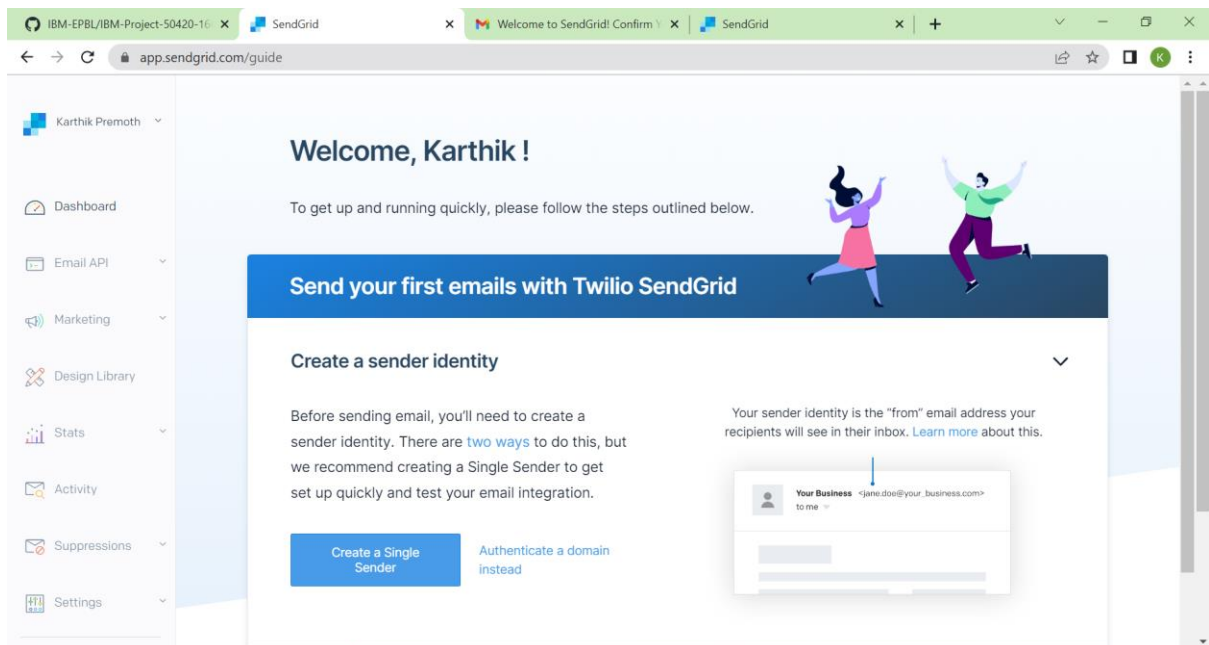 IBM-EPBL/IBM-Project-50420-16
SendGrid
Welcome to SendGrid! Confirm Y
SendGrid
app.sendgrid.com/guide
K
Karthik Premoth
Dashboard
Email API
Marketing
Design Library
Stats
Activity
Suppressions
Settings
Welcome, Karthik !
To get up and running quickly, please follow the steps outlined below.
Send your first emails with Twilio SendGrid
Create a sender identity
Before sending email, you'll need to create a
sender identity. There are two ways to do this, but
we recommend creating a Single Sender to get
set up quickly and test your email integration.
Create a Single
Sender
Authenticate a domain
instead
Your sender identity is the "from" email address your
recipients will see in their inbox. Learn more about this.
Your Business <jane.doe@your_business.com>
to me